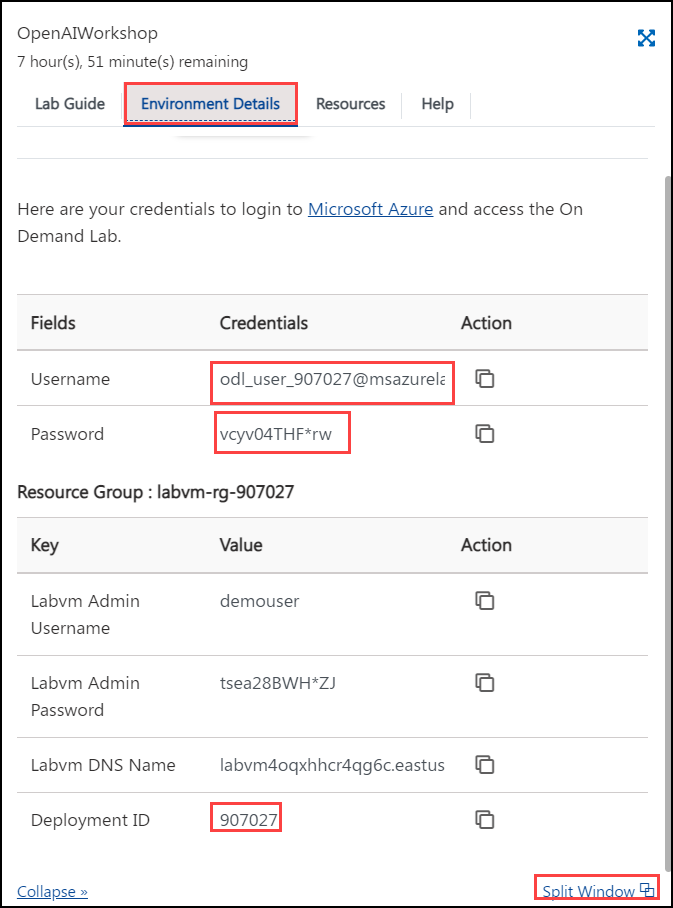 OpenAIWorkshop
7 hour(s), 51 minute(s) remaining
Lab Guide Environment Details Resources Help
Here are your credentials to login to Microsoft Azure and access the On
Demand Lab.
Fields Credentials Action
Username odl_user_907027@msazurela
Password vcyv04THF*rw
Resource Group : labvm-rg-907027
Key Value Action
Labvm Admin demouser
Username
Labvm Admin tsea28BWH*ZJ
Password
Labvm DNS Name labvm4oqxhhcr4qg6c.eastus
Deployment ID 907027
Collapse » Split Window